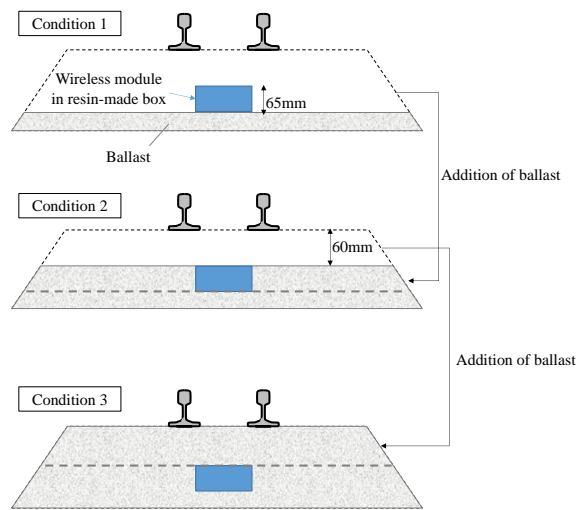 Condition 1
Wireless module
in resin-made box
65mm
Ballast
Addition of ballast
Condition 2
60mm
Addition of ballast
Condition 3